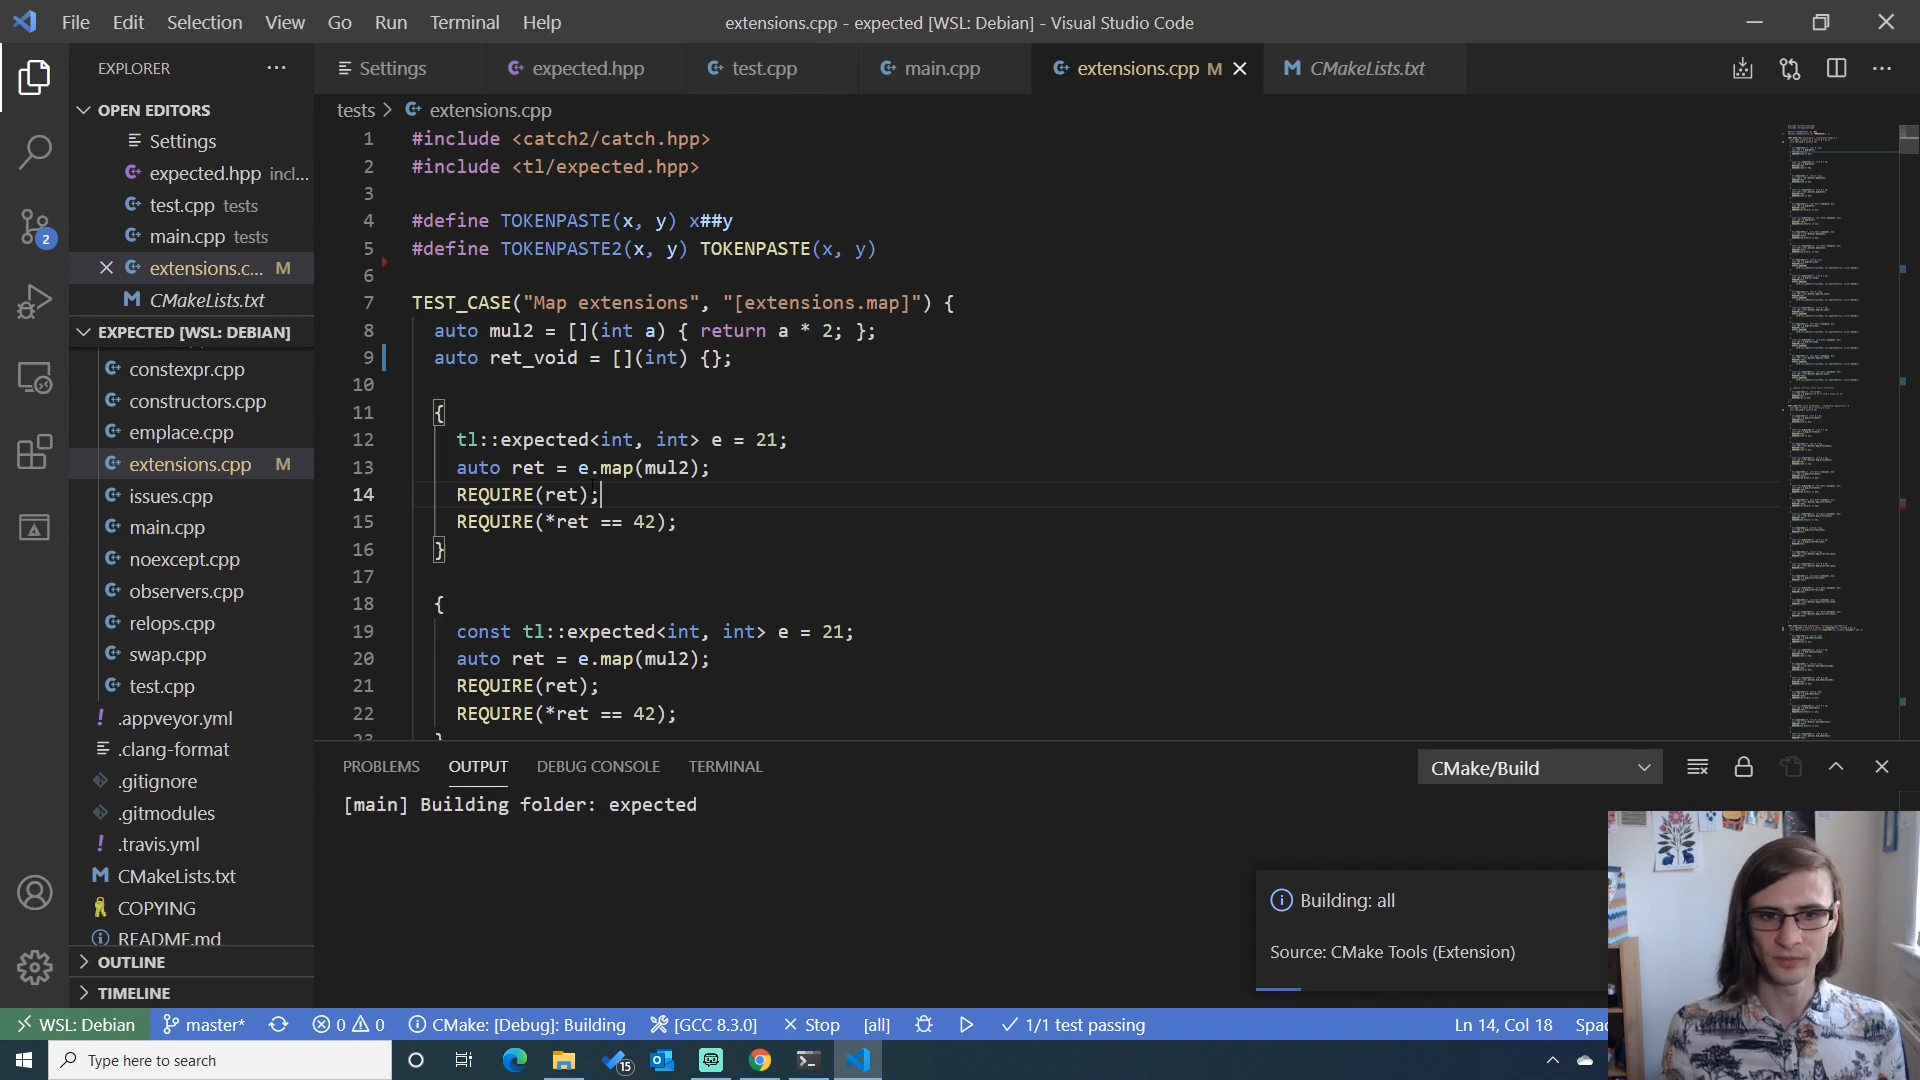 File Edit Selection View Go Run Terminal Help
extensions.cpp - expected [WSL: Debian] - Visual Studio Code
EXPLORER
OPEN EDITORS
Settings
expected.hpp incl...
test.cpp tests
main.cpp tests
extensions.c... M
CMakeLists.txt
EXPECTED [WSL: DEBIAN]
constexpr.cpp
constructors.cpp
emplace.cpp
extensions.cpp M
issues.cpp
main.cpp
noexcept.cpp
observers.cpp
relops.cpp
swap.cpp
test.cpp
.appveyor.yml
.clang-format
.gitignore
.gitmodules
.travis.yml
CMakeLists.txt
COPYING
README.md
OUTLINE
TIMELINE
2
Settings expected.hpp test.cpp main.cpp extensions.cpp M CMakeLists.txt
tests > extensions.cpp
1 #include <catch2/catch.hpp>
2 #include <tl/expected.hpp>
3
4 #define TOKENPASTE(x, y) x##y
5 #define TOKENPASTE2(x, y) TOKENPASTE(x, y)
6
7 TEST_CASE("Map extensions", "[extensions.map]") {
8 auto mul2 = [](int a) { return a * 2; };
9 auto ret_void = [](int) {};
10
11 {
12 tl::expected<int, int> e = 21;
13 auto ret = e.map(mul2);
14 REQUIRE(ret);
15 REQUIRE(*ret == 42);
16 }
17
18 {
19 const tl::expected<int, int> e = 21;
20 auto ret = e.map(mul2);
21 REQUIRE(ret);
22 REQUIRE(*ret == 42);
23 }
PROBLEMS OUTPUT DEBUG CONSOLE TERMINAL
CMake/Build
[main] Building folder: expected
Building: all
Source: CMake Tools (Extension)
WSL: Debian master* 0 0 CMake: [Debug]: Building [GCC 8.3.0] Stop [all] 1/1 test passing Ln 14, Col 18
Type here to search
15